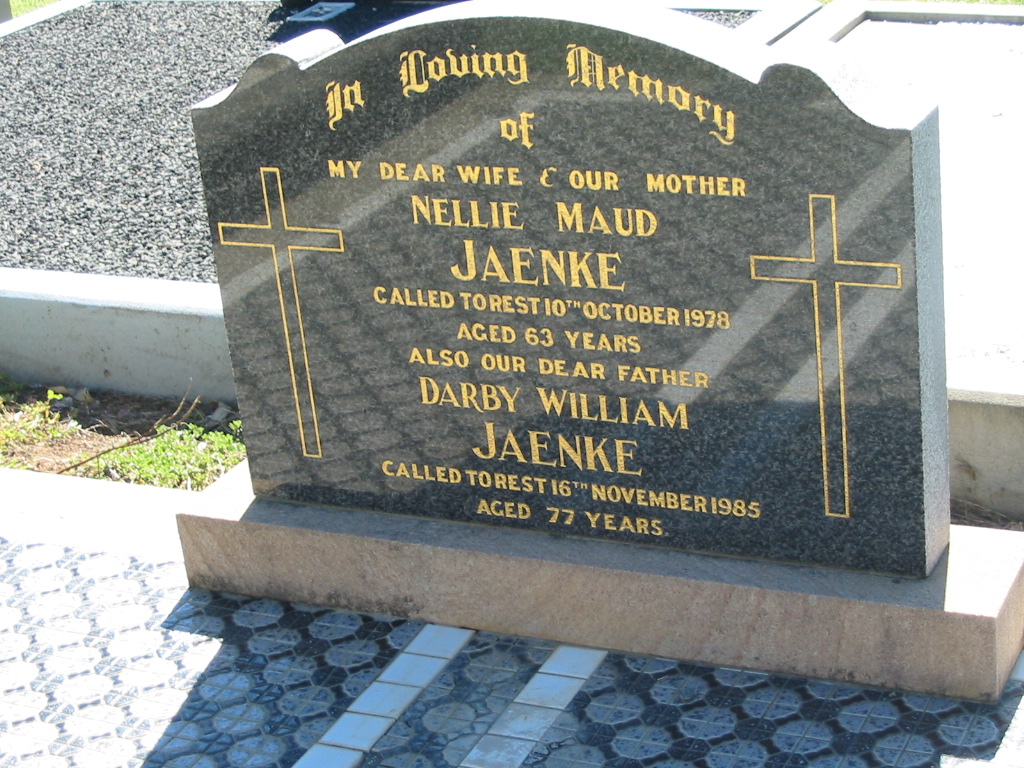 In Loving Memory
of
MY DEAR WIFE & OUR MOTHER
NELLIE MAUD
JAENKE
CALLED TO REST 10TH OCTOBER 1978
AGED 63 YEARS
ALSO OUR DEAR FATHER
DARBY WILLIAM
JAENKE
CALLED TO REST 16TH NOVEMBER 1985
AGED 77 YEARS.